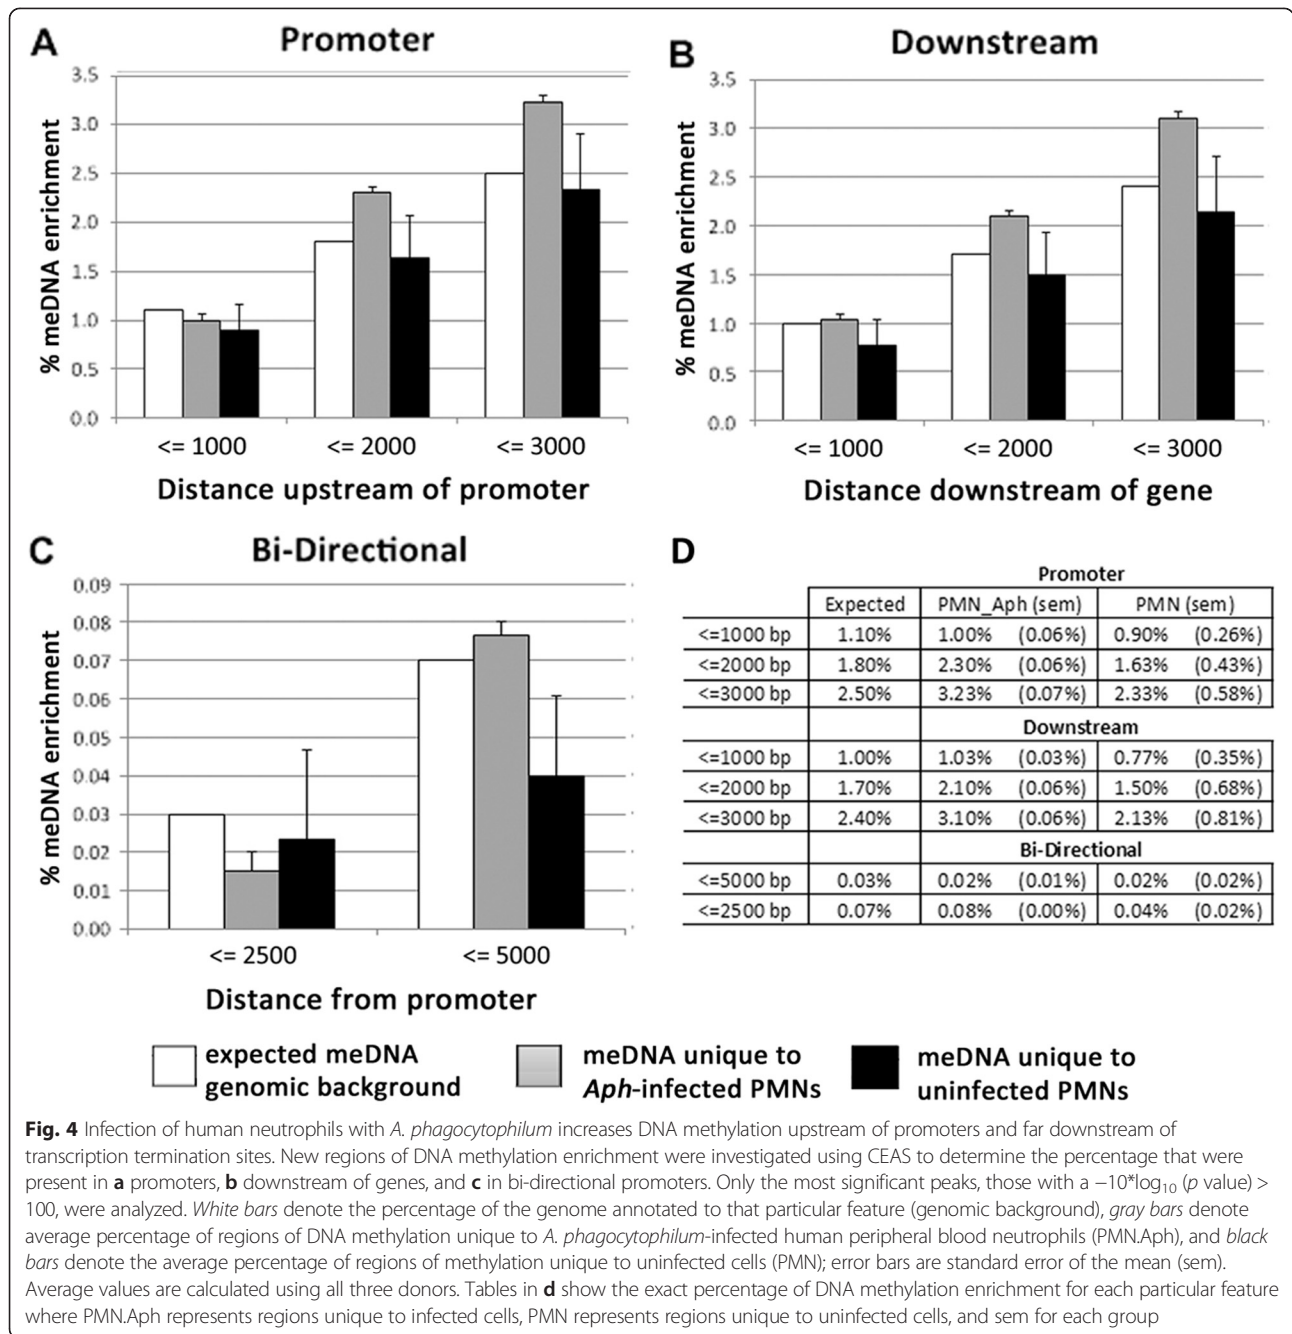 A
Promoter
% meDNA enrichment
3.5
3.0
2.5
2.0
1.5
1.0
0.5
0.0
<= 1000 <= 2000 <= 3000
Distance upstream of promoter
B
Downstream
% meDNA enrichment
3.5
3.0
2.5
2.0
1.5
1.0
0.5
0.0
<= 1000 <= 2000 <= 3000
Distance downstream of gene
C
Bi-Directional
% meDNA enrichment
0.09
0.08
0.07
0.06
0.05
0.04
0.03
0.02
0.01
0.00
<= 2500 <= 5000
Distance from promoter
D
Promoter
Expected PMN_Aph (sem) PMN (sem)
<=1000 bp 1.10% 1.00% (0.06%) 0.90% (0.26%)
<=2000 bp 1.80% 2.30% (0.06%) 1.63% (0.43%)
<=3000 bp 2.50% 3.23% (0.07%) 2.33% (0.58%)
Downstream
<=1000 bp 1.00% 1.03% (0.03%) 0.77% (0.35%)
<=2000 bp 1.70% 2.10% (0.06%) 1.50% (0.68%)
<=3000 bp 2.40% 3.10% (0.06%) 2.13% (0.81%)
Bi-Directional
<=5000 bp 0.03% 0.02% (0.01%) 0.02% (0.02%)
<=2500 bp 0.07% 0.08% (0.00%) 0.04% (0.02%)
expected meDNA
genomic background
meDNA unique to
Aph-infected PMNs
meDNA unique to
uninfected PMNs
Fig. 4 Infection of human neutrophils with A. phagocytophilum increases DNA methylation upstream of promoters and far downstream of
transcription termination sites. New regions of DNA methylation enrichment were investigated using CEAS to determine the percentage that were
present in a promoters, b downstream of genes, and c in bi-directional promoters. Only the most significant peaks, those with a −10*log10 (p value) >
100, were analyzed. White bars denote the percentage of the genome annotated to that particular feature (genomic background), gray bars denote
average percentage of regions of DNA methylation unique to A. phagocytophilum-infected human peripheral blood neutrophils (PMN.Aph), and black
bars denote the average percentage of regions of methylation unique to uninfected cells (PMN); error bars are standard error of the mean (sem).
Average values are calculated using all three donors. Tables in d show the exact percentage of DNA methylation enrichment for each particular feature
where PMN.Aph represents regions unique to infected cells, PMN represents regions unique to uninfected cells, and sem for each group